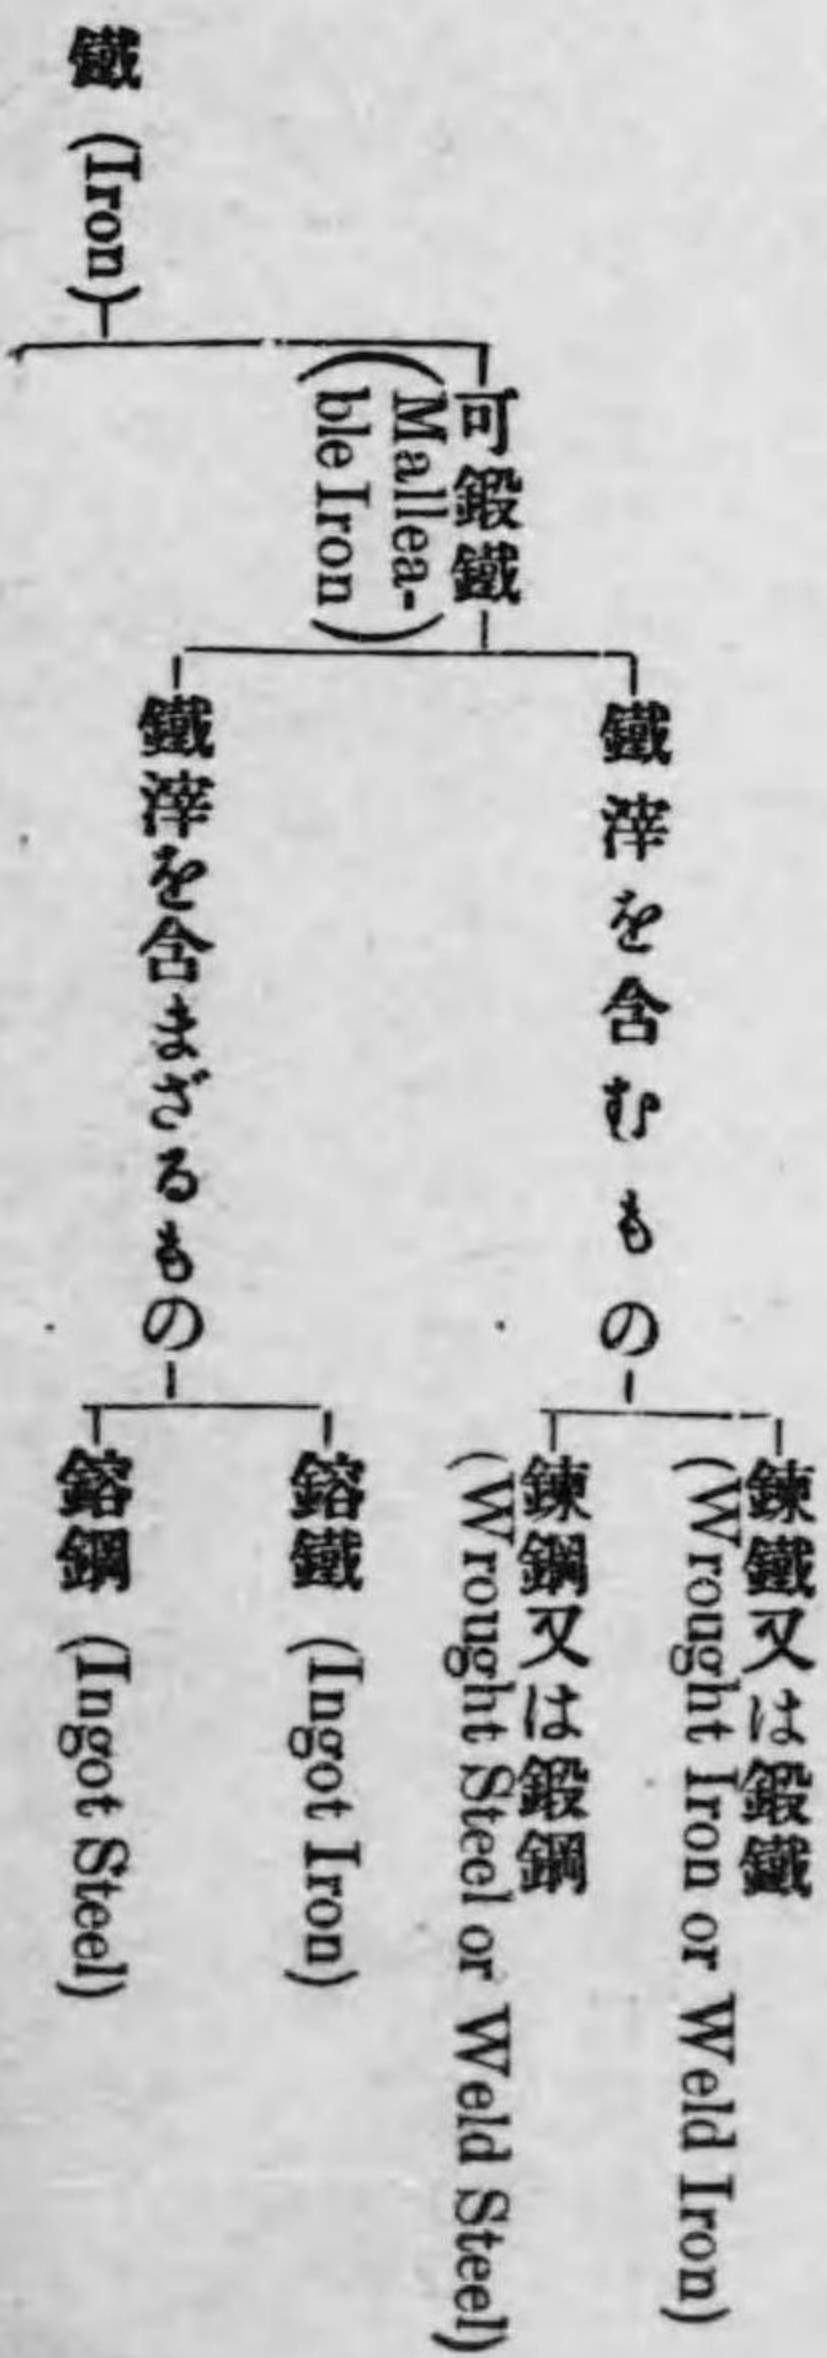 鐵 (Iron)
可鍛鐵
(Mallea-
ble Iron)
鐵滓を含むもの
鍊鐵又は鍛鐵
(Wrought Iron or Weld Iron)
鍊鋼又は鍛鋼
(Wrought Steel or Weld Steel)
鐵滓を含まざるもの
鎔鐵 (Ingot Iron)
鎔鋼 (Ingot Steel)